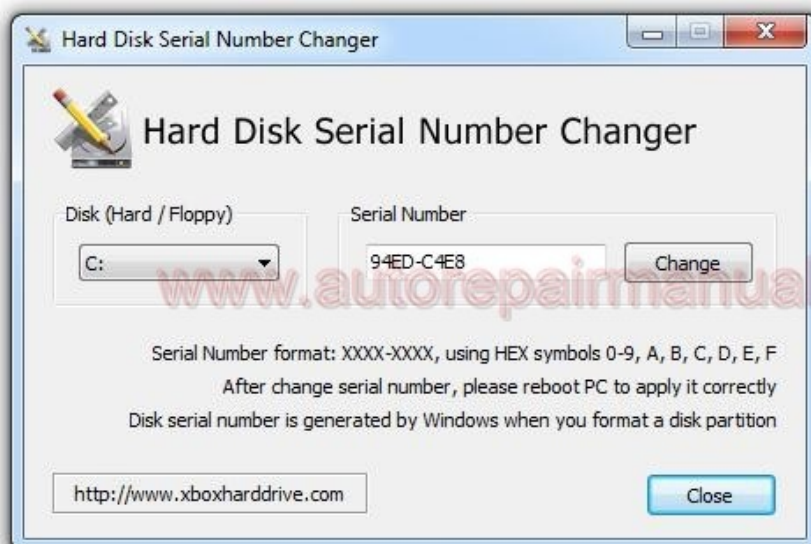 Hard Disk Serial Number Changer
Hard Disk Serial Number Changer
Disk (Hard / Floppy)
Serial Number
C:
94ED-C4E8
Change
www.autorepairmanual
Serial Number format: XXXX-XXXX, using HEX symbols 0-9, A, B, C, D, E, F
After change serial number, please reboot PC to apply it correctly
Disk serial number is generated by Windows when you format a disk partition
http://www.xboxharddrive.com
Close